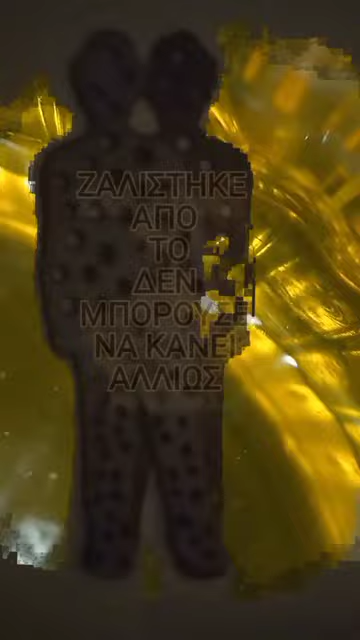 ΖΑΛΙΣΤΗΚΕ
ΑΠΟ
ΤΟ
ΔΕΝ
ΜΠΟΡΟΥΣΕ
ΝΑ ΚΑΝΕΙ
ΑΛΛΙΩΣ